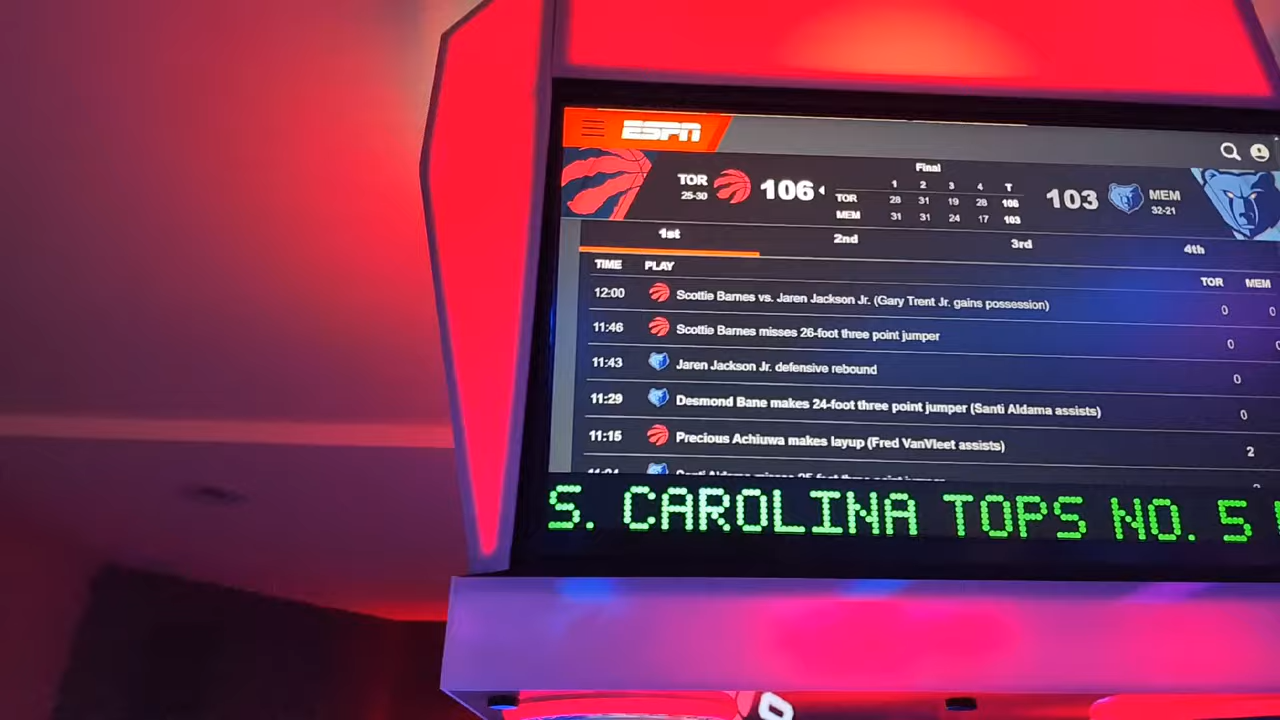 ESPN
Final
TOR 106 1 2 3 4 T 103 MEM
25-30 TOR 28 31 19 28 106 32-21
MEM 31 31 24 17 103
1st 2nd 3rd 4th
TIME PLAY TOR MEM
12:00 Scottie Barnes vs. Jaren Jackson Jr. (Gary Trent Jr. gains possession) 0 0
11:46 Scottie Barnes misses 26-foot three point jumper 0 0
11:43 Jaren Jackson Jr. defensive rebound 0
11:29 Desmond Bane makes 24-foot three point jumper (Santi Aldama assists) 0
11:15 Precious Achiuwa makes layup (Fred VanVleet assists) 2
S. CAROLINA TOPS NO. 5